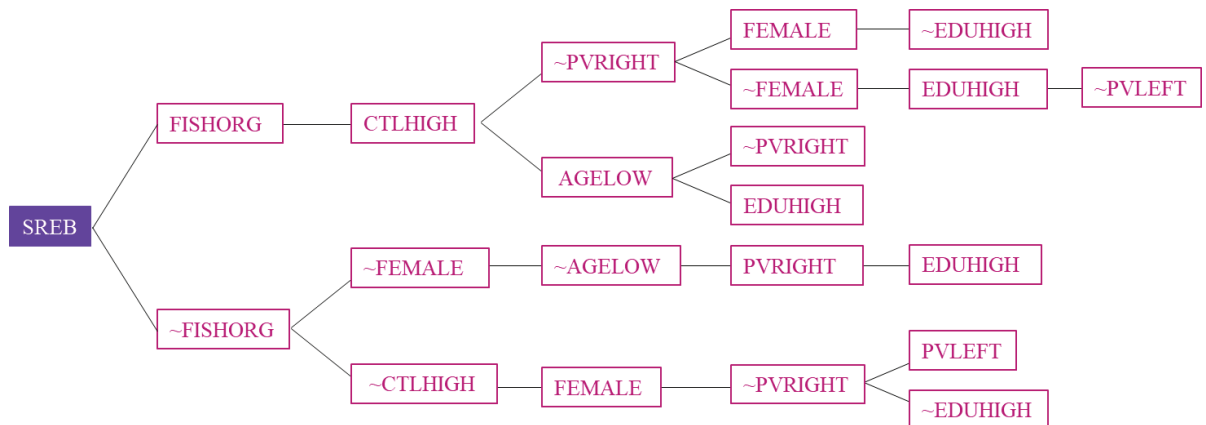 FEMALE
~EDUHIGH
~PVRIGHT
~FEMALE
EDUHIGH
~PVLEFT
FISHORG
CTLHIGH
~PVRIGHT
AGELOW
EDUHIGH
SREB
~FEMALE
~AGELOW
PVRIGHT
EDUHIGH
~FISHORG
PVLEFT
~CTLHIGH
FEMALE
~PVRIGHT
~EDUHIGH